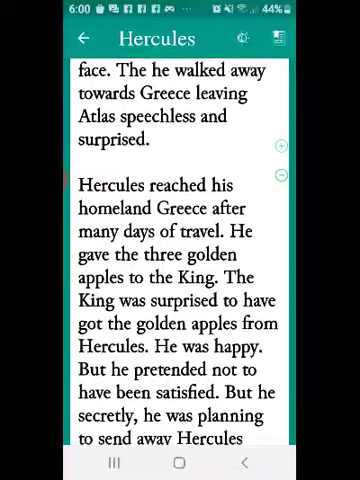 6:00
44%
Hercules
face. The he walked away
towards Greece leaving
Atlas speechless and
surprised.
Hercules reached his
homeland Greece after
many days of travel. He
gave the three golden
apples to the King. The
King was surprised to have
got the golden apples from
Hercules. He was happy.
But he pretended not to
have been satisfied. But he
secretly, he was planning
to send away Hercules